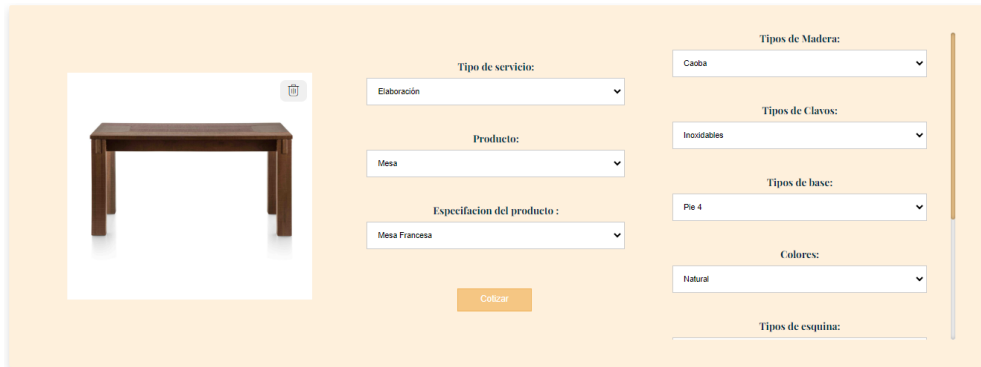 Tipo de servicio:
Elaboración
Producto:
Mesa
Especifacion del producto :
Mesa Francesa
Cotizar
Tipos de Madera:
Caoba
Tipos de Clavos:
Inoxidables
Tipos de base:
Pie 4
Colores:
Natural
Tipos de esquina: